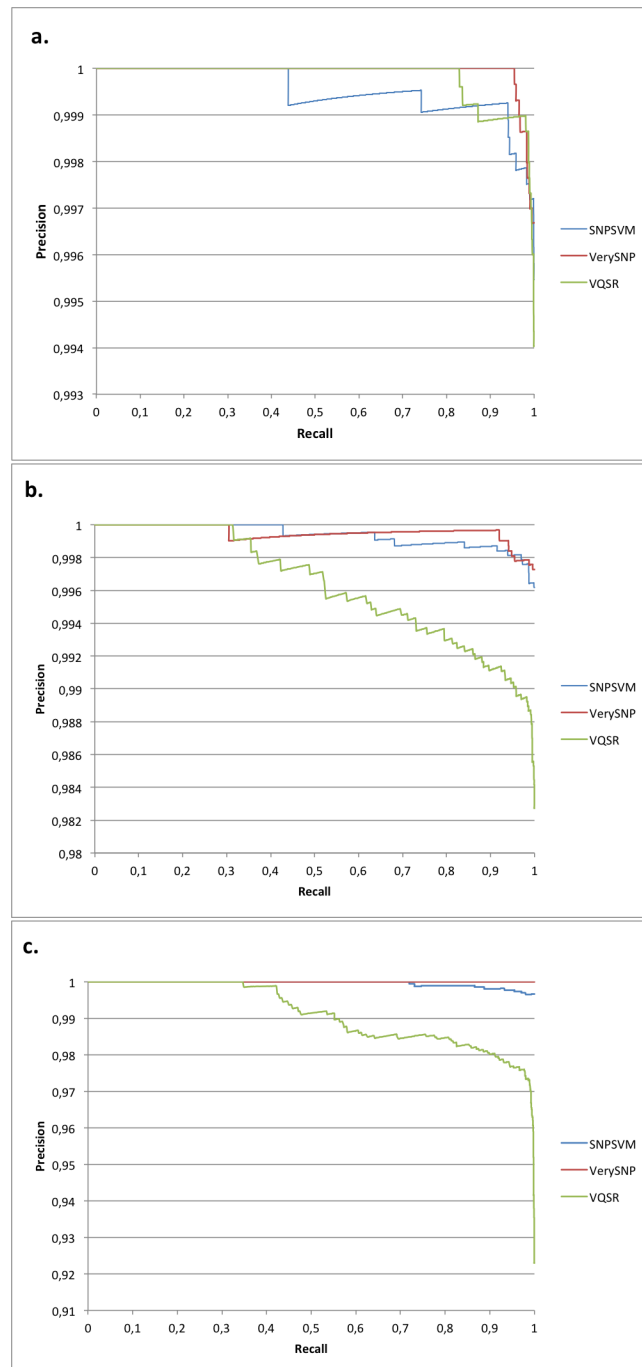 a.
1
0,999
0,998
0,997
0,996
0,995
0,994
0,993
Precision
0 0,1 0,2 0,3 0,4 0,5 0,6 0,7 0,8 0,9 1
Recall
SNPSVM
VerySNP
VQSR
b.
1
0,998
0,996
0,994
0,992
0,99
0,988
0,986
0,984
0,982
0,98
Precision
0 0,1 0,2 0,3 0,4 0,5 0,6 0,7 0,8 0,9 1
Recall
SNPSVM
VerySNP
VQSR
c.
1
0,99
0,98
0,97
0,96
0,95
0,94
0,93
0,92
0,91
Precision
0 0,1 0,2 0,3 0,4 0,5 0,6 0,7 0,8 0,9 1
Recall
SNPSVM
VerySNP
VQSR